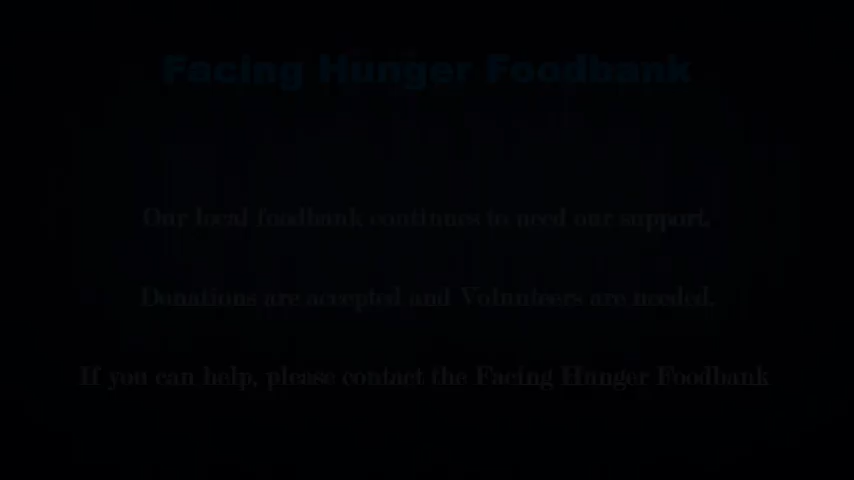 Facing Hunger Foodbank
Our local foodbank continues to need our support.
Donations are accepted and Volunteers are needed.
If you can help, please contact the Facing Hunger Foodbank